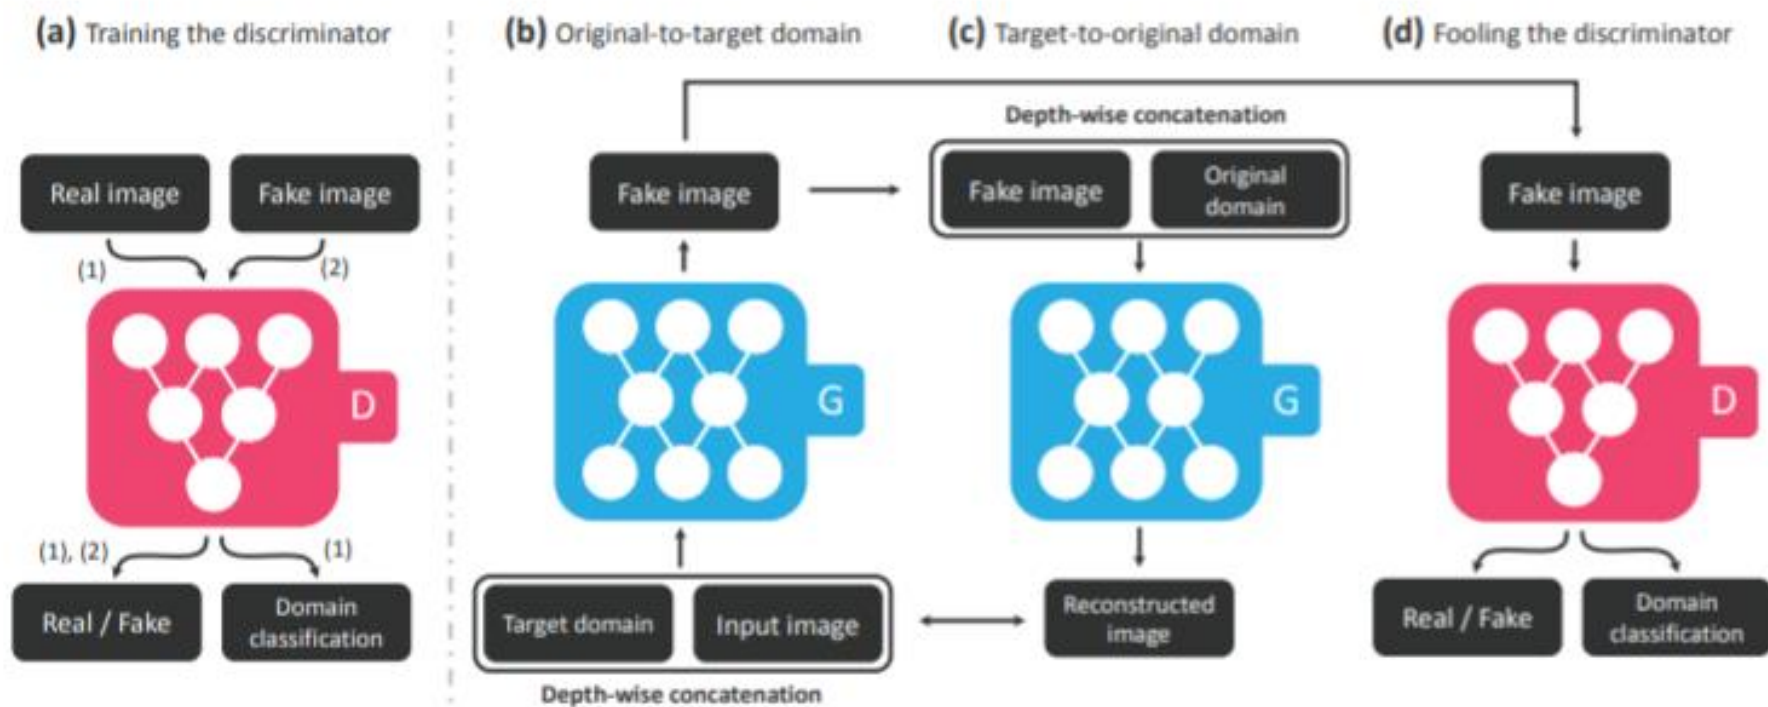 (a) Training the discriminator
(b) Original-to-target domain
(c) Target-to-original domain
(d) Fooling the discriminator
Real image
Fake image
(1)
(2)
D
(1), (2)
(1)
Real / Fake
Domain
classification
Fake image
G
Target domain
Input image
Depth-wise concatenation
Depth-wise concatenation
Fake image
Original
domain
G
Reconstructed
image
Fake image
D
Real / Fake
Domain
classification